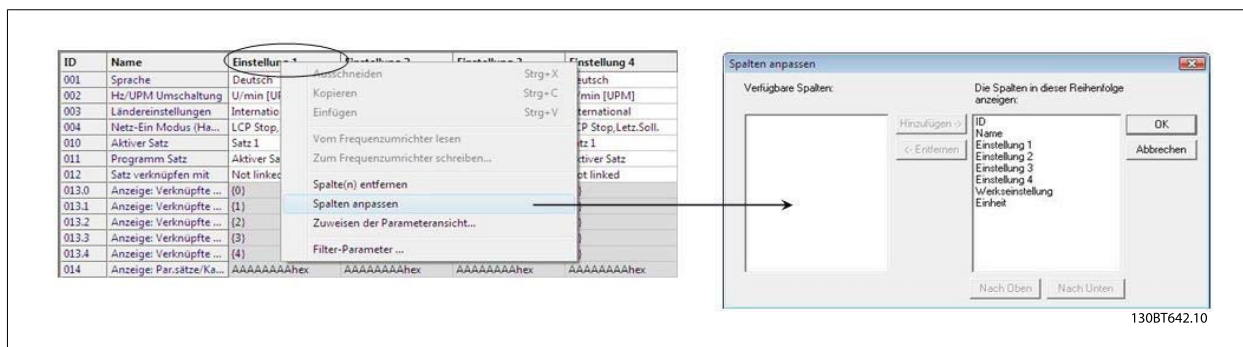 ID Name Einstellung 1 Einstellung 2 Einstellung 3 Einstellung 4
001 Sprache Deutsch eutsch
002 Hz/UPM Umschaltung U/min [UP /min [UPM]
003 Ländereinstellungen Internatio ternational
004 Netz-Ein Modus (Ha... LCP Stop, CP Stop,Letz.Soll.
010 Aktiver Satz Satz 1 tz 1
011 Programm Satz Aktiver Sa ctiver Satz
012 Satz verknüpfen mit Not linked ot linked
013.0 Anzeige: Verknüpfte ... {0} }
013.1 Anzeige: Verknüpfte ... {1} }
013.2 Anzeige: Verknüpfte ... {2} }
013.3 Anzeige: Verknüpfte ... {3} }
013.4 Anzeige: Verknüpfte ... {4} }
014 Anzeige: Par.sätze/Ka... AAAAAAAAhex AAAAAAAAhex AAAAAAAAhex AAAAAAAAhex
Ausschneiden Strg+X
Kopieren Strg+C
Einfügen Strg+V
Vom Frequenzumrichter lesen
Zum Frequenzumrichter schreiben...
Spalte(n) entfernen
Spalten anpassen
Zuweisen der Parameteransicht...
Filter-Parameter ...
Spalten anpassen
Verfügbare Spalten:
Die Spalten in dieser Reihenfolge
anzeigen:
Hinzufügen ->
<- Entfernen
ID
Name
Einstellung 1
Einstellung 2
Einstellung 3
Einstellung 4
Werkseinstellung
Einheit
OK
Abbrechen
Nach Oben Nach Unten
130BT642.10